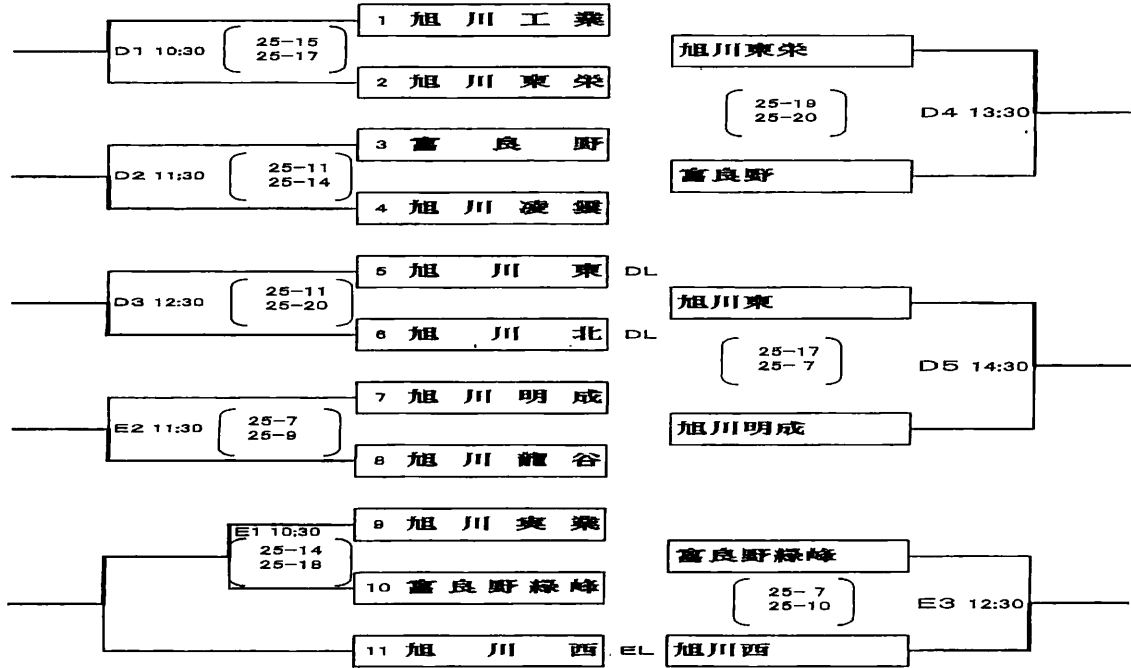 1 旭川工業
D1 10:30
25-15
25-17
2 旭川東栄
3 富良野
D2 11:30
25-11
25-14
4 旭川凌雲
5 旭川東 DL
D3 12:30
25-11
25-20
6 旭川北 DL
7 旭川明成
E2 11:30
25-7
25-9
8 旭川龍谷
9 旭川実業
E1 10:30
25-14
25-18
10 富良野緑峰
11 旭川西 EL
旭川東栄
25-19
25-20
D4 13:30
富良野
旭川東
25-17
25- 7
D5 14:30
旭川明成
富良野緑峰
25- 7
25-10
E3 12:30
旭川西